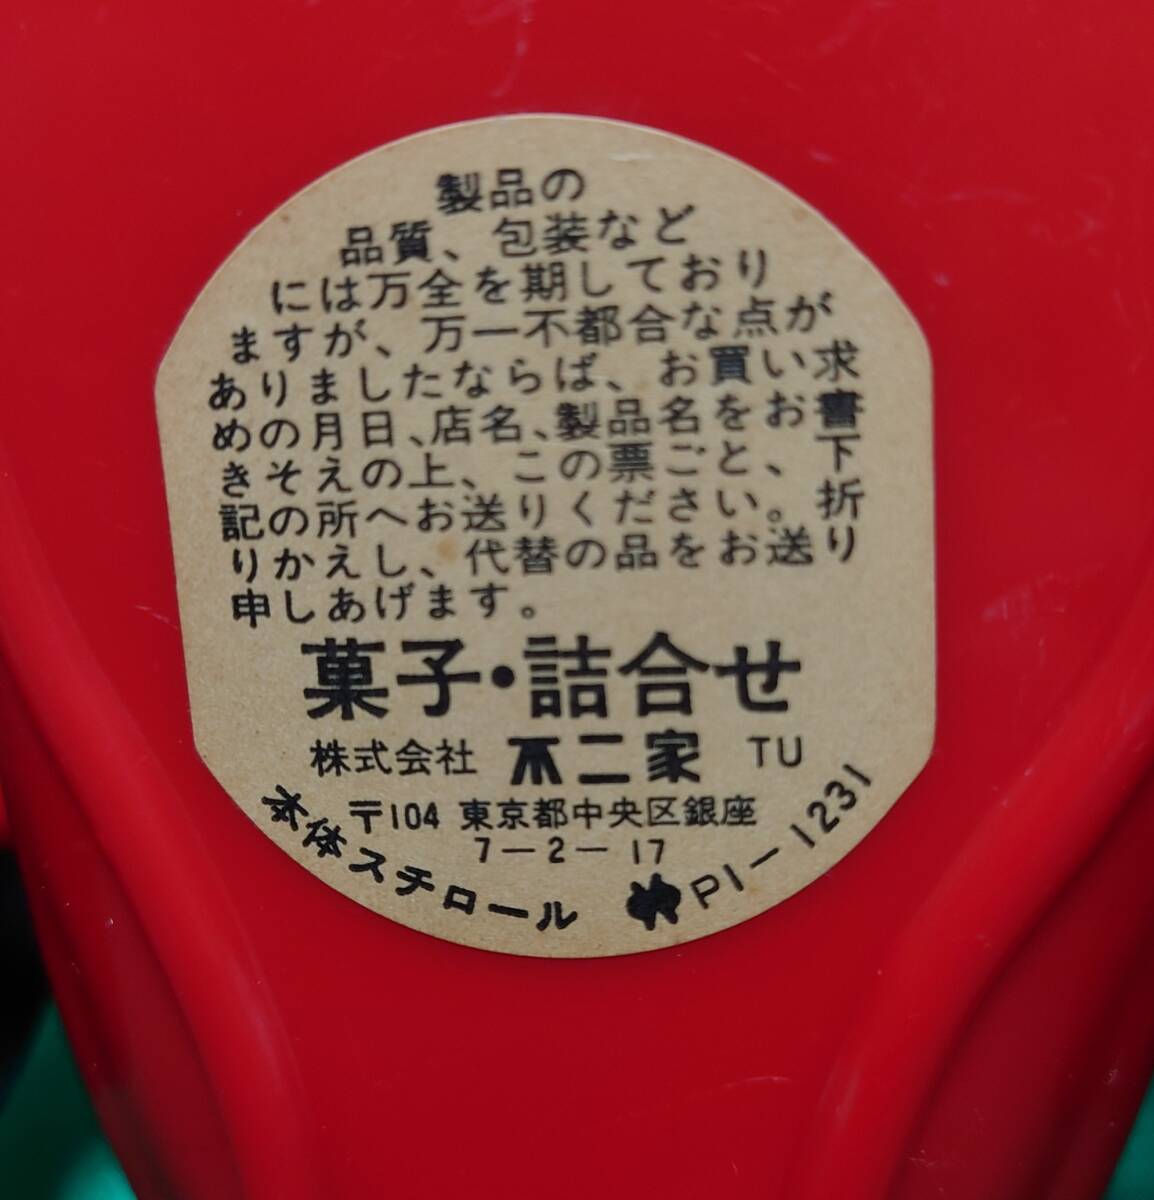 製品の
品質、包装など
には万全を期しており
ますが、万一不都合な点が
ありましたならば、お買い求
めの月日、店名、製品名をお書
きそえの上、この票ごと、下
記の所へお送りください。折
りかえし、代替の品をお送り
申しあげます。
菓子・詰合せ
株式会社 不二家 TU
〒104 東京都中央区銀座
7-2-17
本体スチロール
PI-1231